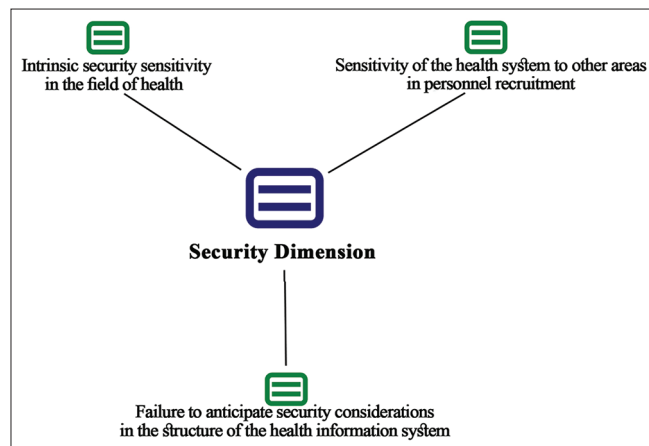 Intrinsic security sensitivity
in the field of health
Sensitivity of the health system to other areas
in personnel recruitment
Security Dimension
Failure to anticipate security considerations
in the structure of the health information system